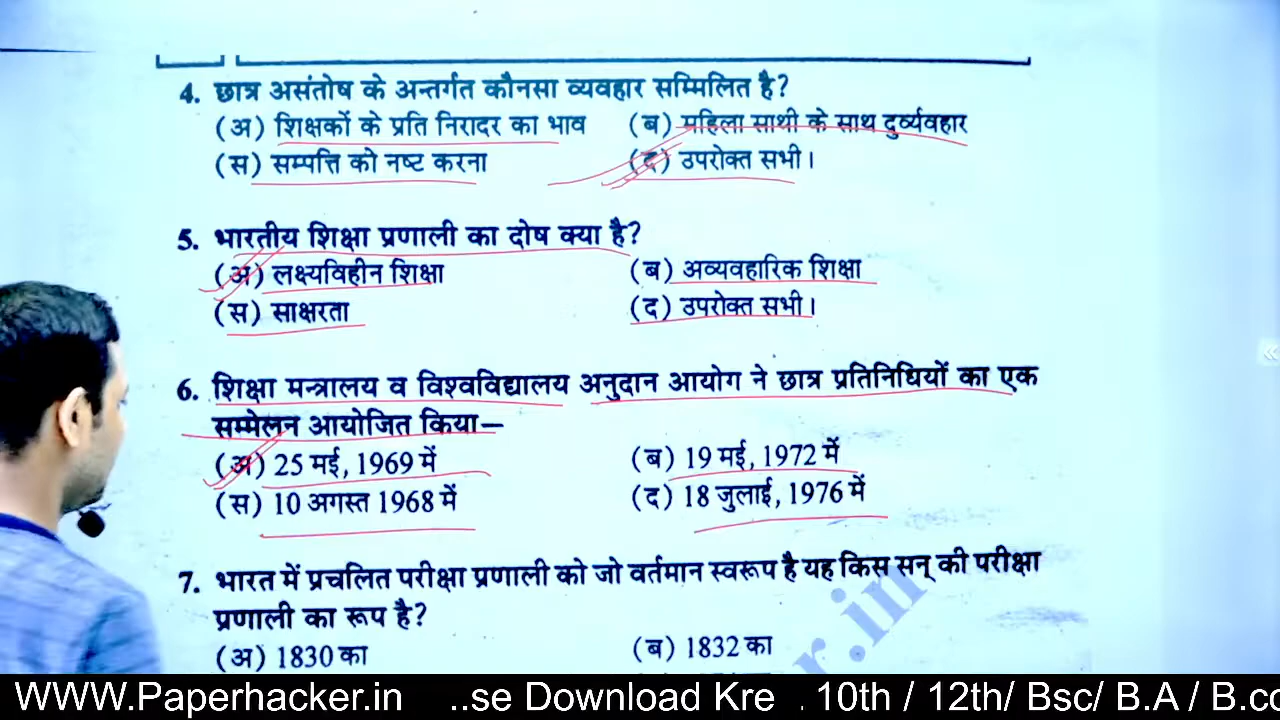 4. छात्र असंतोष के अन्तर्गत कौनसा व्यवहार सम्मिलित है?
(अ) शिक्षकों के प्रति निरादर का भाव (ब) महिला साथी के साथ दुर्व्यवहार
(स) सम्पत्ति को नष्ट करना (द) उपरोक्त सभी।
5. भारतीय शिक्षा प्रणाली का दोष क्या है?
(अ) लक्ष्यविहीन शिक्षा (ब) अव्यवहारिक शिक्षा
(स) साक्षरता (द) उपरोक्त सभी।
6. शिक्षा मन्त्रालय व विश्वविद्यालय अनुदान आयोग ने छात्र प्रतिनिधियों का एक
सम्मेलन आयोजित किया—
(अ) 25 मई, 1969 में (ब) 19 मई, 1972 में
(स) 10 अगस्त 1968 में (द) 18 जुलाई, 1976 में
7. भारत में प्रचलित परीक्षा प्रणाली को जो वर्तमान स्वरूप है यह किस सन् की परीक्षा
प्रणाली का रूप है?
(अ) 1830 का (ब) 1832 का
r.in
WWW.Paperhacker.in ..se Download Kre . 10th / 12th/ Bsc/ B.A / B.co